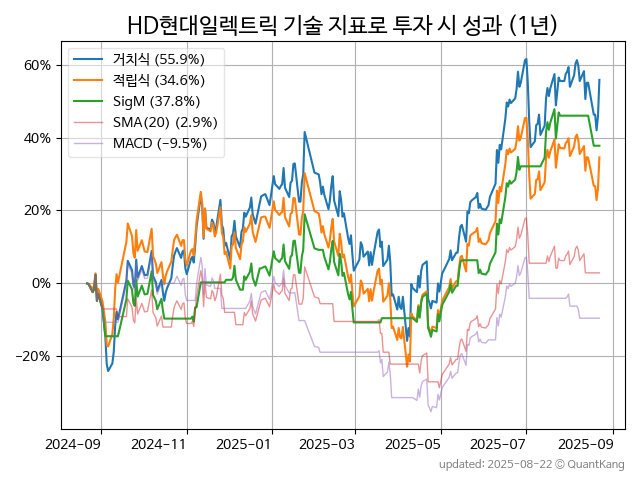 HD현대일렉트릭 기술 지표로 투자 시 성과 (1년)
거치식 (55.9%)
적립식 (34.6%)
SigM (37.8%)
SMA(20) (2.9%)
MACD (−9.5%)
60%
40%
20%
0%
−20%
2024-09 2024-11 2025-01 2025-03 2025-05 2025-07 2025-09
updated: 2025-08-22 © QuantKang